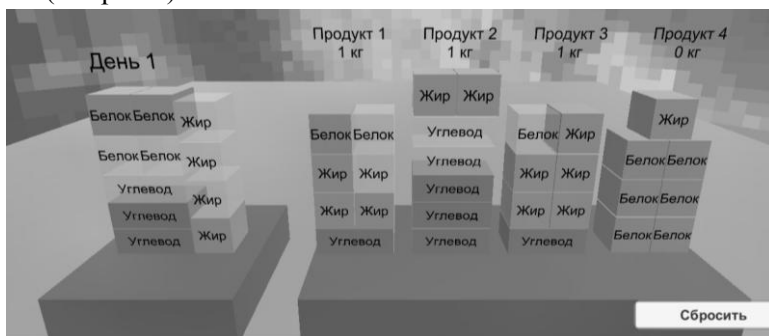 День 1
Белок Белок Жир
Белок Белок Жир
Углевод Жир
Углевод
Углевод Жир
Продукт 1
1 кг
Белок Белок
Жир Жир
Жир Жир
Углевод
Продукт 2
1 кг
Жир Жир
Углевод
Углевод
Углевод
Углевод
Углевод
Продукт 3
1 кг
Белок Жир
Жир Жир
Жир Жир
Углевод
Продукт 4
0 кг
Жир
Белок Белок
Белок Белок
Белок Белок
Сбросить